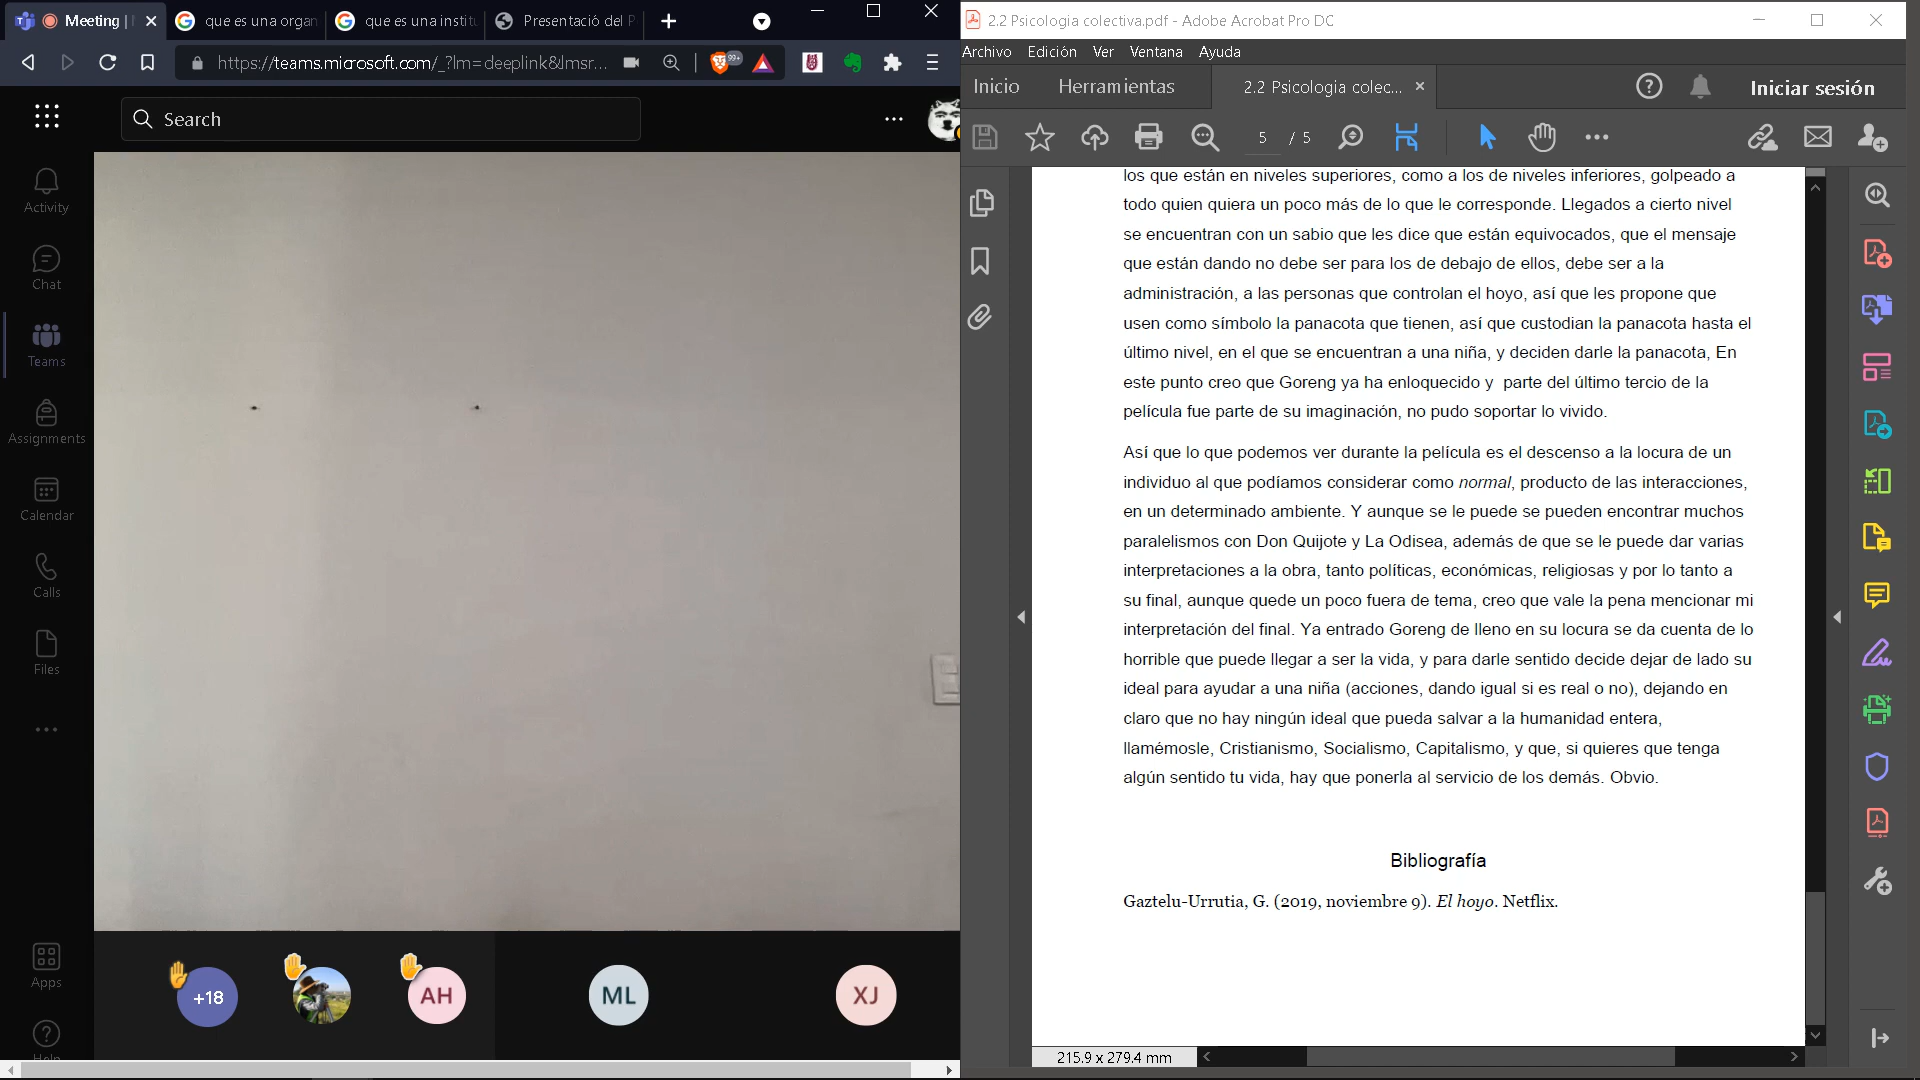 Meeting |
que es una organ
que es una institu
Presentació del P
https://teams.microsoft.com/_?lm=deeplink&lmsr...
99+
Search
Activity
Chat
Teams
Assignments
Calendar
Calls
Files
Apps
Help
+18
AH
ML
XJ
2.2 Psicologia colectiva.pdf - Adobe Acrobat Pro DC
Archivo Edición Ver Ventana Ayuda
Inicio Herramientas 2.2 Psicologia colec... Iniciar sesión
5 / 5
los que están en niveles superiores, como a los de niveles inferiores, golpeado a
todo quien quiera un poco más de lo que le corresponde. Llegados a cierto nivel
se encuentran con un sabio que les dice que están equivocados, que el mensaje
que están dando no debe ser para los de debajo de ellos, debe ser a la
administración, a las personas que controlan el hoyo, así que les propone que
usen como símbolo la panacota que tienen, así que custodian la panacota hasta el
último nivel, en el que se encuentran a una niña, y deciden darle la panacota, En
este punto creo que Goreng ya ha enloquecido y parte del último tercio de la
película fue parte de su imaginación, no pudo soportar lo vivido.
Así que lo que podemos ver durante la película es el descenso a la locura de un
individuo al que podíamos considerar como normal, producto de las interacciones,
en un determinado ambiente. Y aunque se le puede se pueden encontrar muchos
paralelismos con Don Quijote y La Odisea, además de que se le puede dar varias
interpretaciones a la obra, tanto políticas, económicas, religiosas y por lo tanto a
su final, aunque quede un poco fuera de tema, creo que vale la pena mencionar mi
interpretación del final. Ya entrado Goreng de lleno en su locura se da cuenta de lo
horrible que puede llegar a ser la vida, y para darle sentido decide dejar de lado su
ideal para ayudar a una niña (acciones, dando igual si es real o no), dejando en
claro que no hay ningún ideal que pueda salvar a la humanidad entera,
llamémosle, Cristianismo, Socialismo, Capitalismo, y que, si quieres que tenga
algún sentido tu vida, hay que ponerla al servicio de los demás. Obvio.
Bibliografía
Gaztelu-Urrutia, G. (2019, noviembre 9). El hoyo. Netflix.
215.9 x 279.4 mm